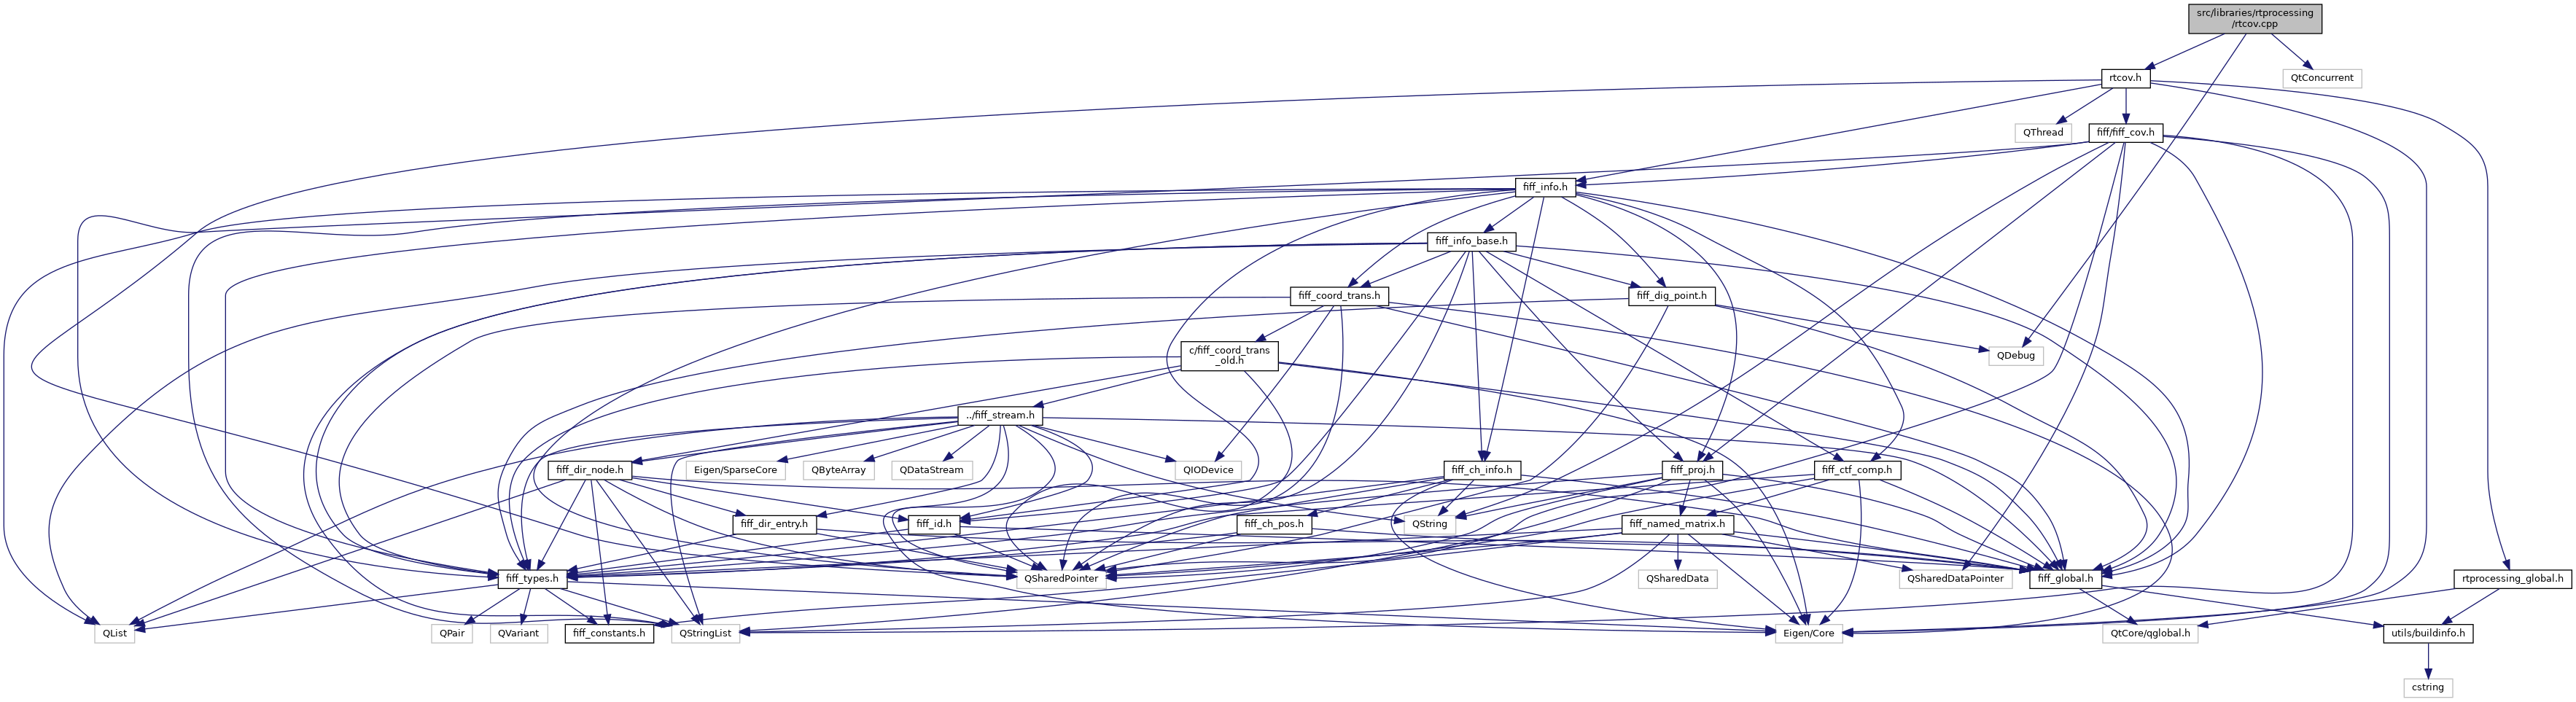 src/libraries/rtprocessing
/rtcov.cpp
rtcov.h
QtConcurrent
QThread
fiff/fiff_cov.h
fiff_info.h
fiff_info_base.h
fiff_coord_trans.h
fiff_dig_point.h
c/fiff_coord_trans
_old.h
QDebug
../fiff_stream.h
fiff_dir_node.h
Eigen/SparseCore
QByteArray
QDataStream
QIODevice
fiff_ch_info.h
fiff_proj.h
fiff_ctf_comp.h
fiff_dir_entry.h
fiff_id.h
fiff_ch_pos.h
QString
fiff_named_matrix.h
fiff_types.h
QSharedPointer
QSharedData
QSharedDataPointer
fiff_global.h
rtprocessing_global.h
QList
QPair
QVariant
fiff_constants.h
QStringList
Eigen/Core
QtCore/qglobal.h
utils/buildinfo.h
cstring